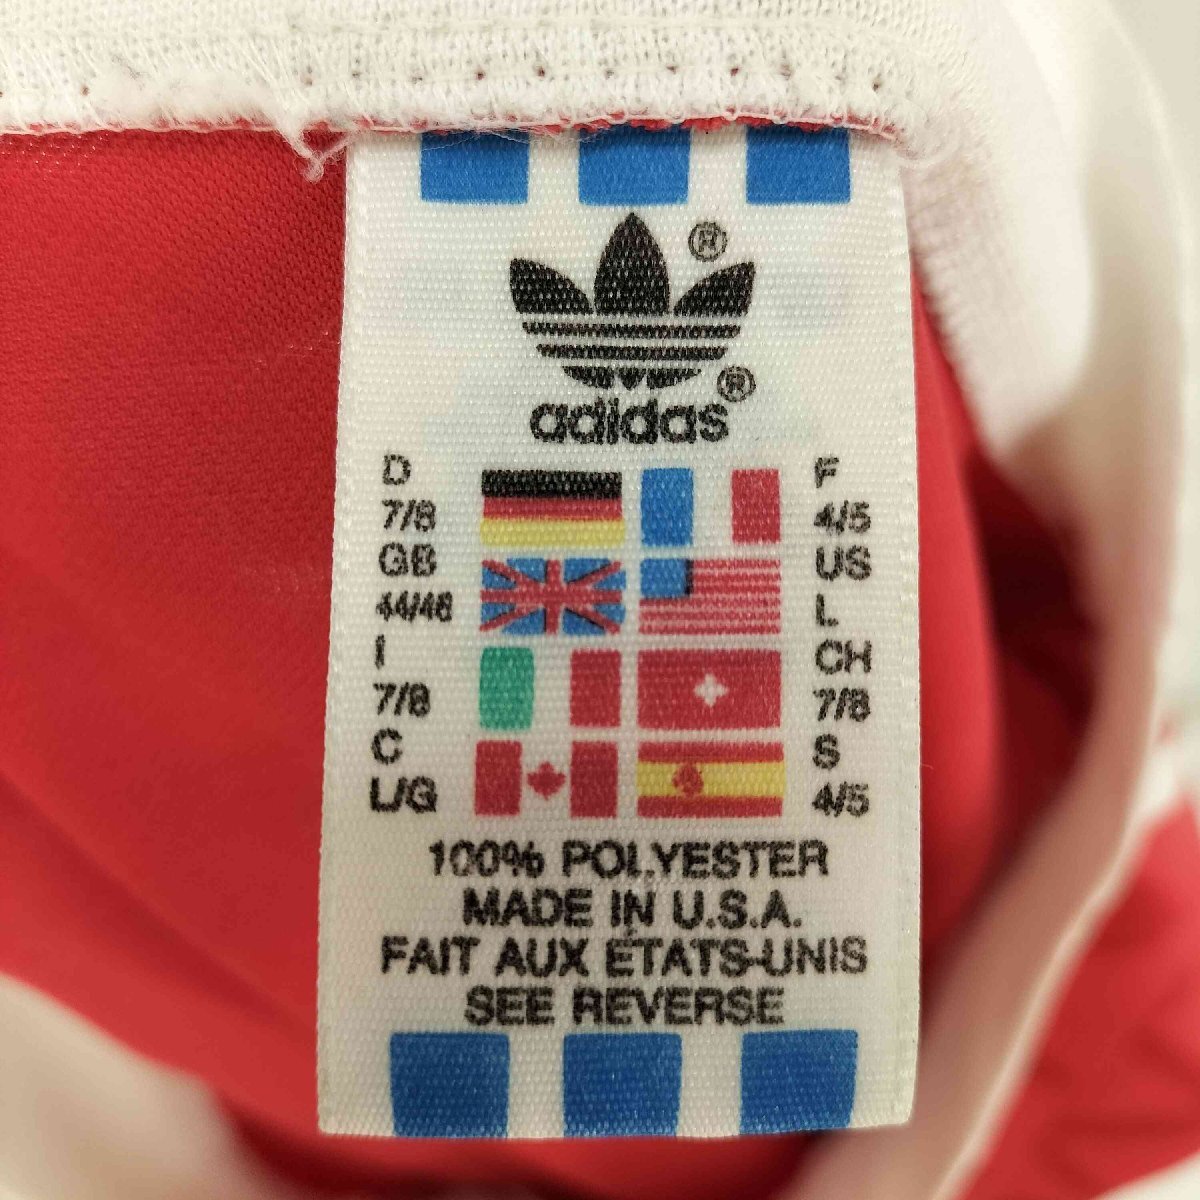 ®
®
adidas
D F
7/8 4/5
GB US
44/46 L
I CH
7/8 7/8
C S
L/G 4/5
100% POLYESTER
MADE IN U.S.A.
FAIT AUX ÉTATS-UNIS
SEE REVERSE